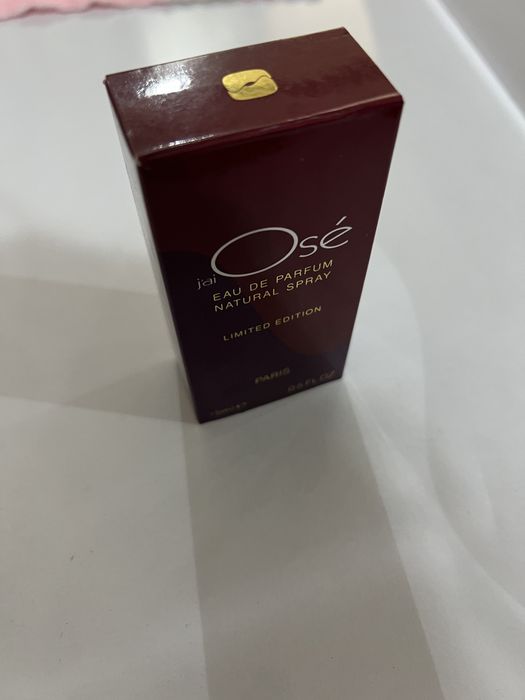 j'ai Osé
EAU DE PARFUM
NATURAL SPRAY
LIMITED EDITION
PARIS
0.5 FL.OZ